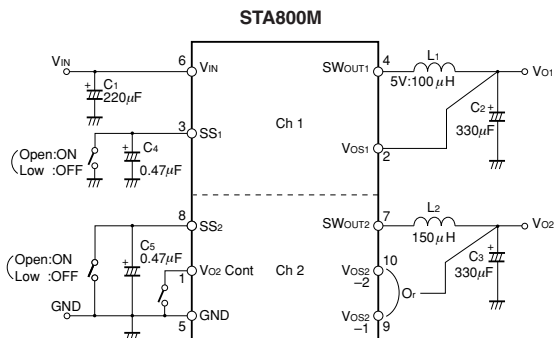 STA800M
VIN
6
VIN
+
C1
220μF
3
SS1
(Open:ON
Low :OFF
+
C4
0.47μF
Ch 1
SWOUT1
4
L1
5V:100μH
VO1
C2
+
330μF
VOS1
2
8
SS2
(Open:ON
Low :OFF
+
C5
0.47μF
1
VO2 Cont
Ch 2
GND
5
GND
SWOUT2
7
L2
150μH
VO2
C3
+
330μF
VOS2
–2
10
Or
VOS2
–1
9